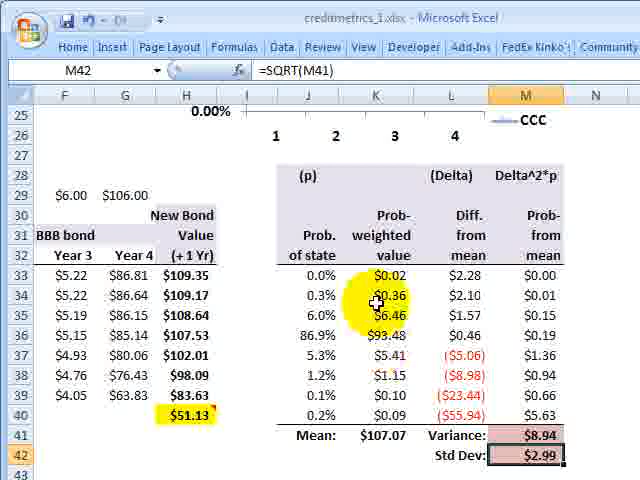 creditmetrics_1.xlsx - Microsoft Excel
Home Insert Page Layout Formulas Data Review View Developer Add-Ins FedEx Kinko's Community
M42 fx =SQRT(M41)
F G H I J K L M N
25 0.00% CCC
26 1 2 3 4
27
28 (p) (Delta) Delta^2*p
29 $6.00 $106.00
30 New Bond Prob- Diff. Prob-
31 BBB bond Value Prob. weighted from from
32 Year 3 Year 4 (+ 1 Yr) of state value mean mean
33 $5.22 $86.81 $109.35 0.0% $0.02 $2.28 $0.00
34 $5.22 $86.64 $109.17 0.3% $0.36 $2.10 $0.01
35 $5.19 $86.15 $108.64 6.0% $6.46 $1.57 $0.15
36 $5.15 $85.14 $107.53 86.9% $93.48 $0.46 $0.19
37 $4.93 $80.06 $102.01 5.3% $5.41 ($5.06) $1.36
38 $4.76 $76.43 $98.09 1.2% $1.15 ($8.98) $0.94
39 $4.05 $63.83 $83.63 0.1% $0.10 ($23.44) $0.66
40 $51.13 0.2% $0.09 ($55.94) $5.63
41 Mean: $107.07 Variance: $8.94
42 Std Dev: $2.99
43